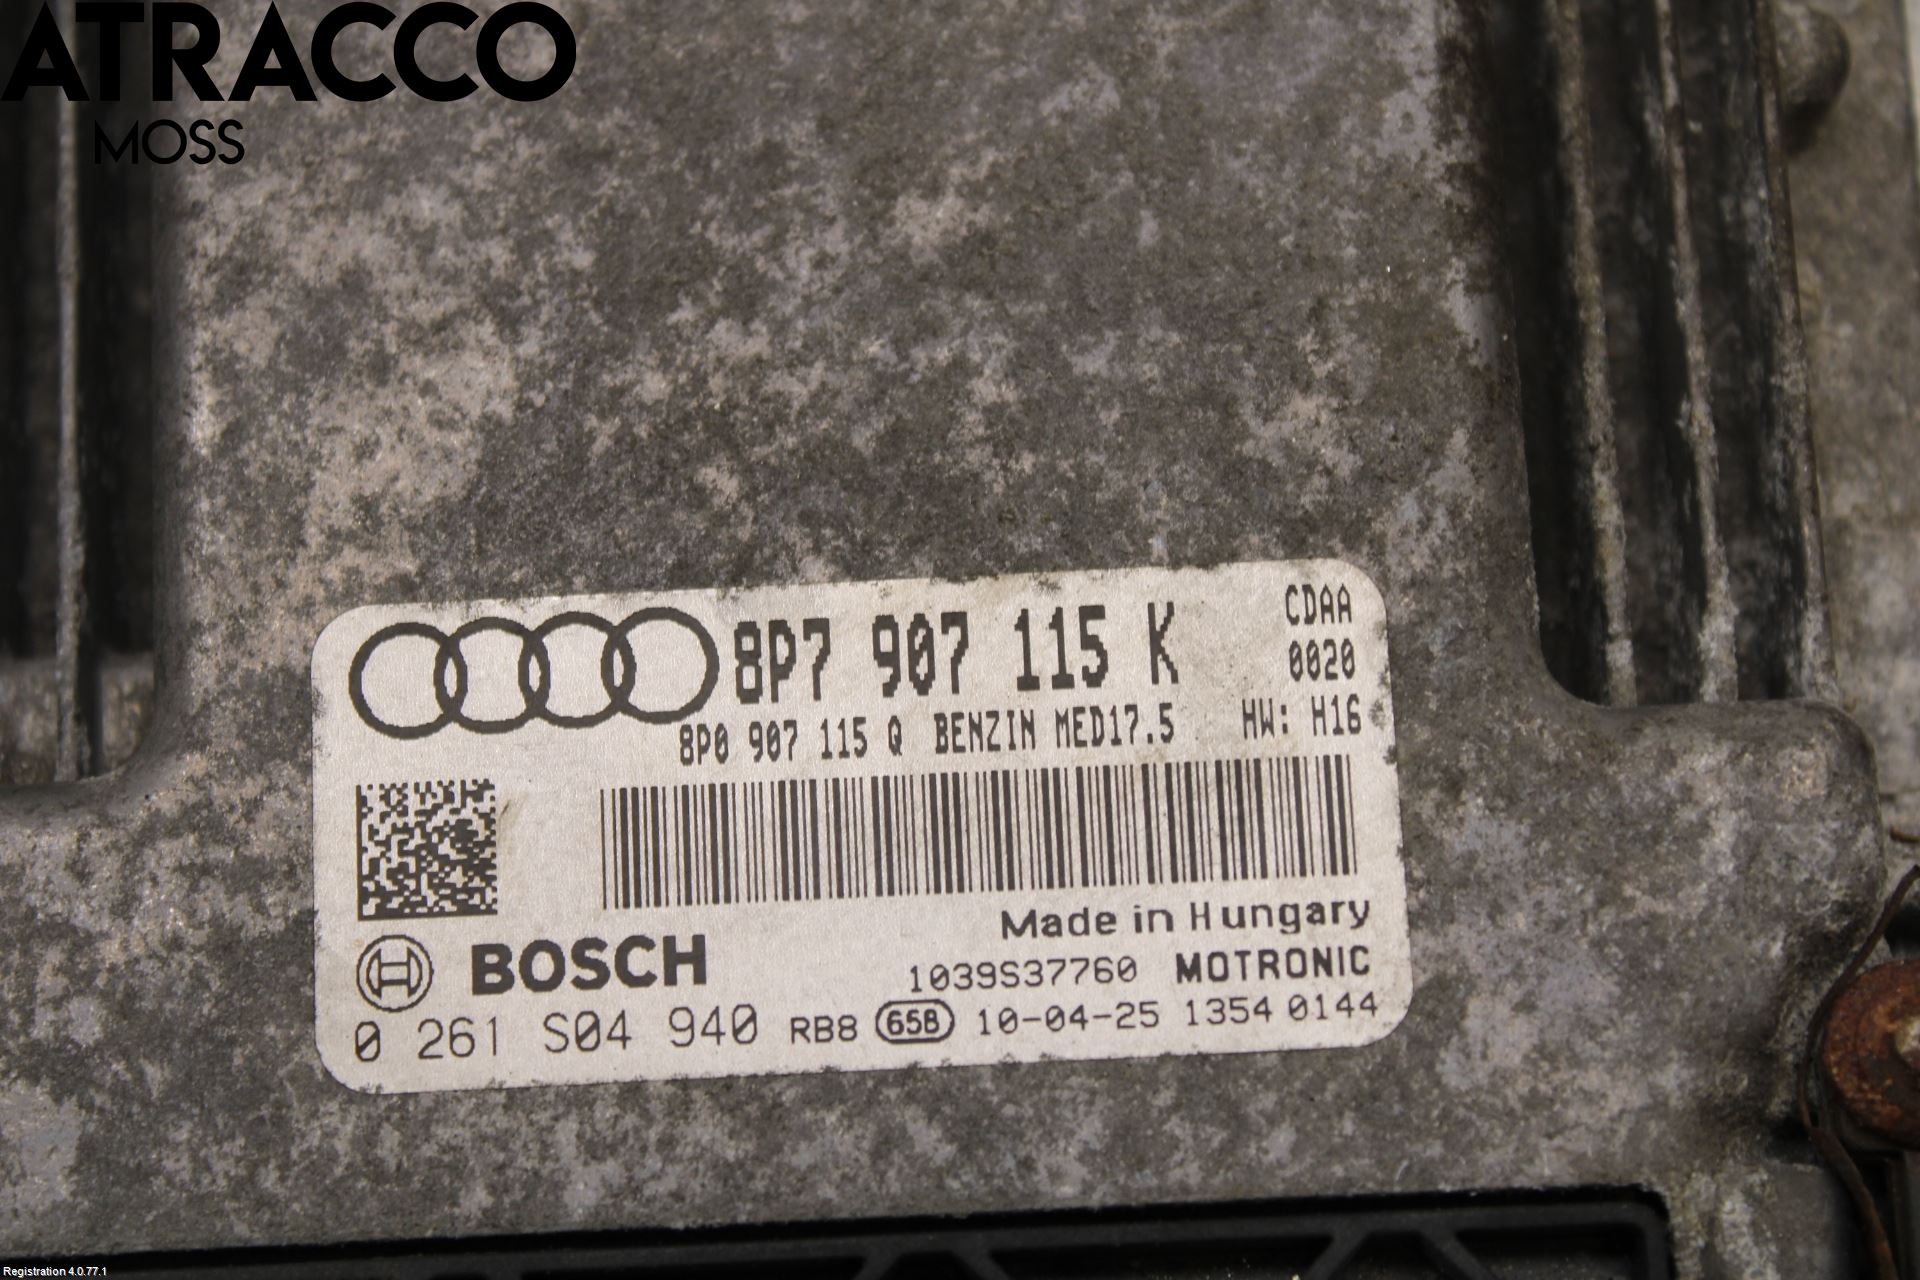 ATRACCO
MOSS
8P7 907 115 K
CDAA
0020
8P0 907 115 Q BENZIN MED17.5 HW: H16
Made in Hungary
BOSCH
1039S37760 MOTRONIC
0 261 S04 940 RB8 65B 10-04-25 1354 0144
Registration 4.0.77.1